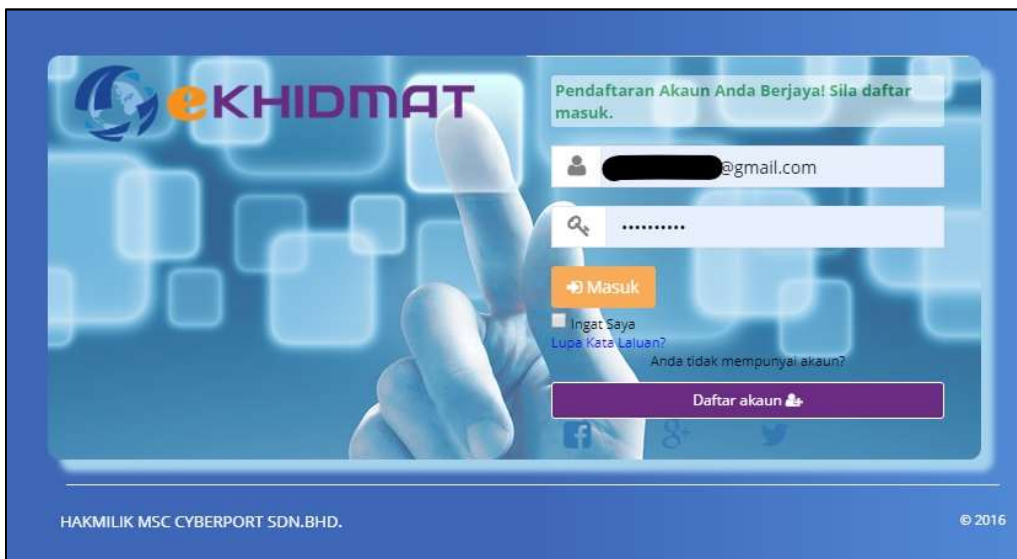 eKHIDMAT
Pendaftaran Akaun Anda Berjaya! Sila daftar
masuk.
@gmail.com
Masuk
Ingat Saya
Lupa Kata Laluan?
Anda tidak mempunyai akaun?
Daftar akaun
HAKMILIK MSC CYBERPORT SDN.BHD.
© 2016